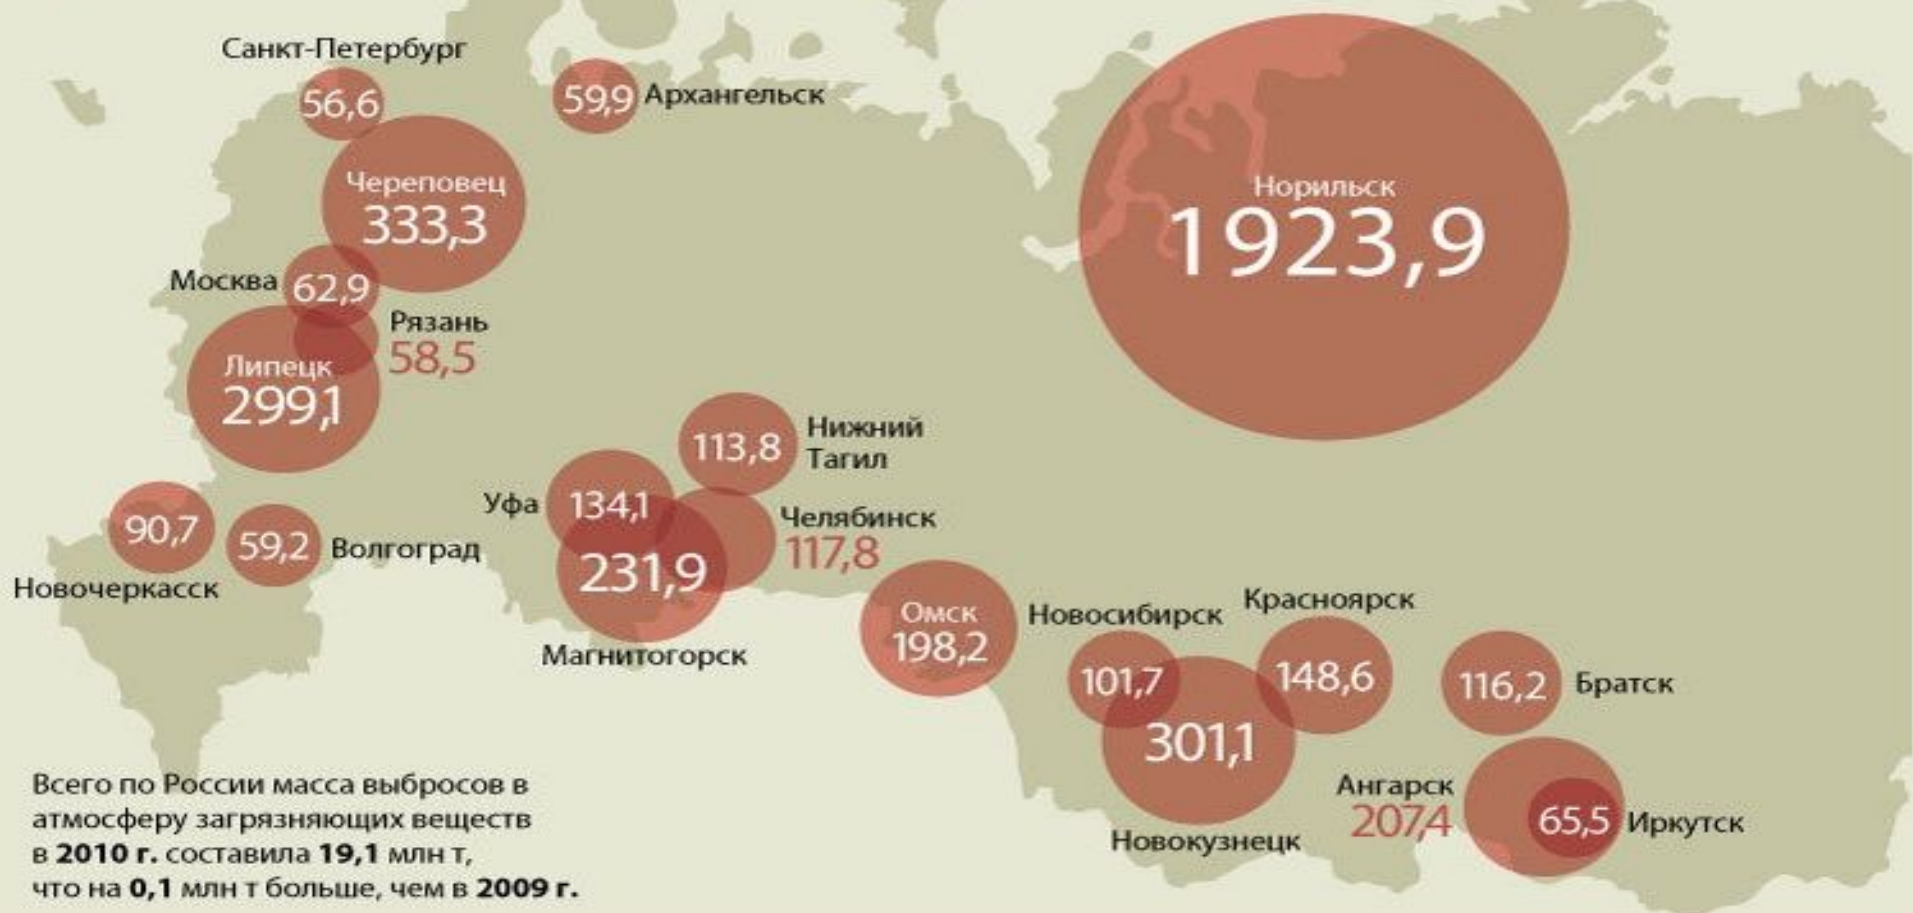 Санкт-Петербург
56,6
59,9 Архангельск
Череповец
333,3
Норильск
1923,9
Москва 62,9
Рязань
58,5
Липецк
299,1
113,8
Нижний
Тагил
Уфа 134,1
Челябинск
117,8
231,9
Магнитогорск
90,7
Новочеркасск
59,2 Волгоград
Омск
198,2
Новосибирск
101,7
Красноярск
148,6
301,1
Новокузнецк
116,2 Братск
Ангарск
207,4
65,5 Иркутск
Всего по России масса выбросов в
атмосферу загрязняющих веществ
в 2010 г. составила 19,1 млн т,
что на 0,1 млн т больше, чем в 2009 г.